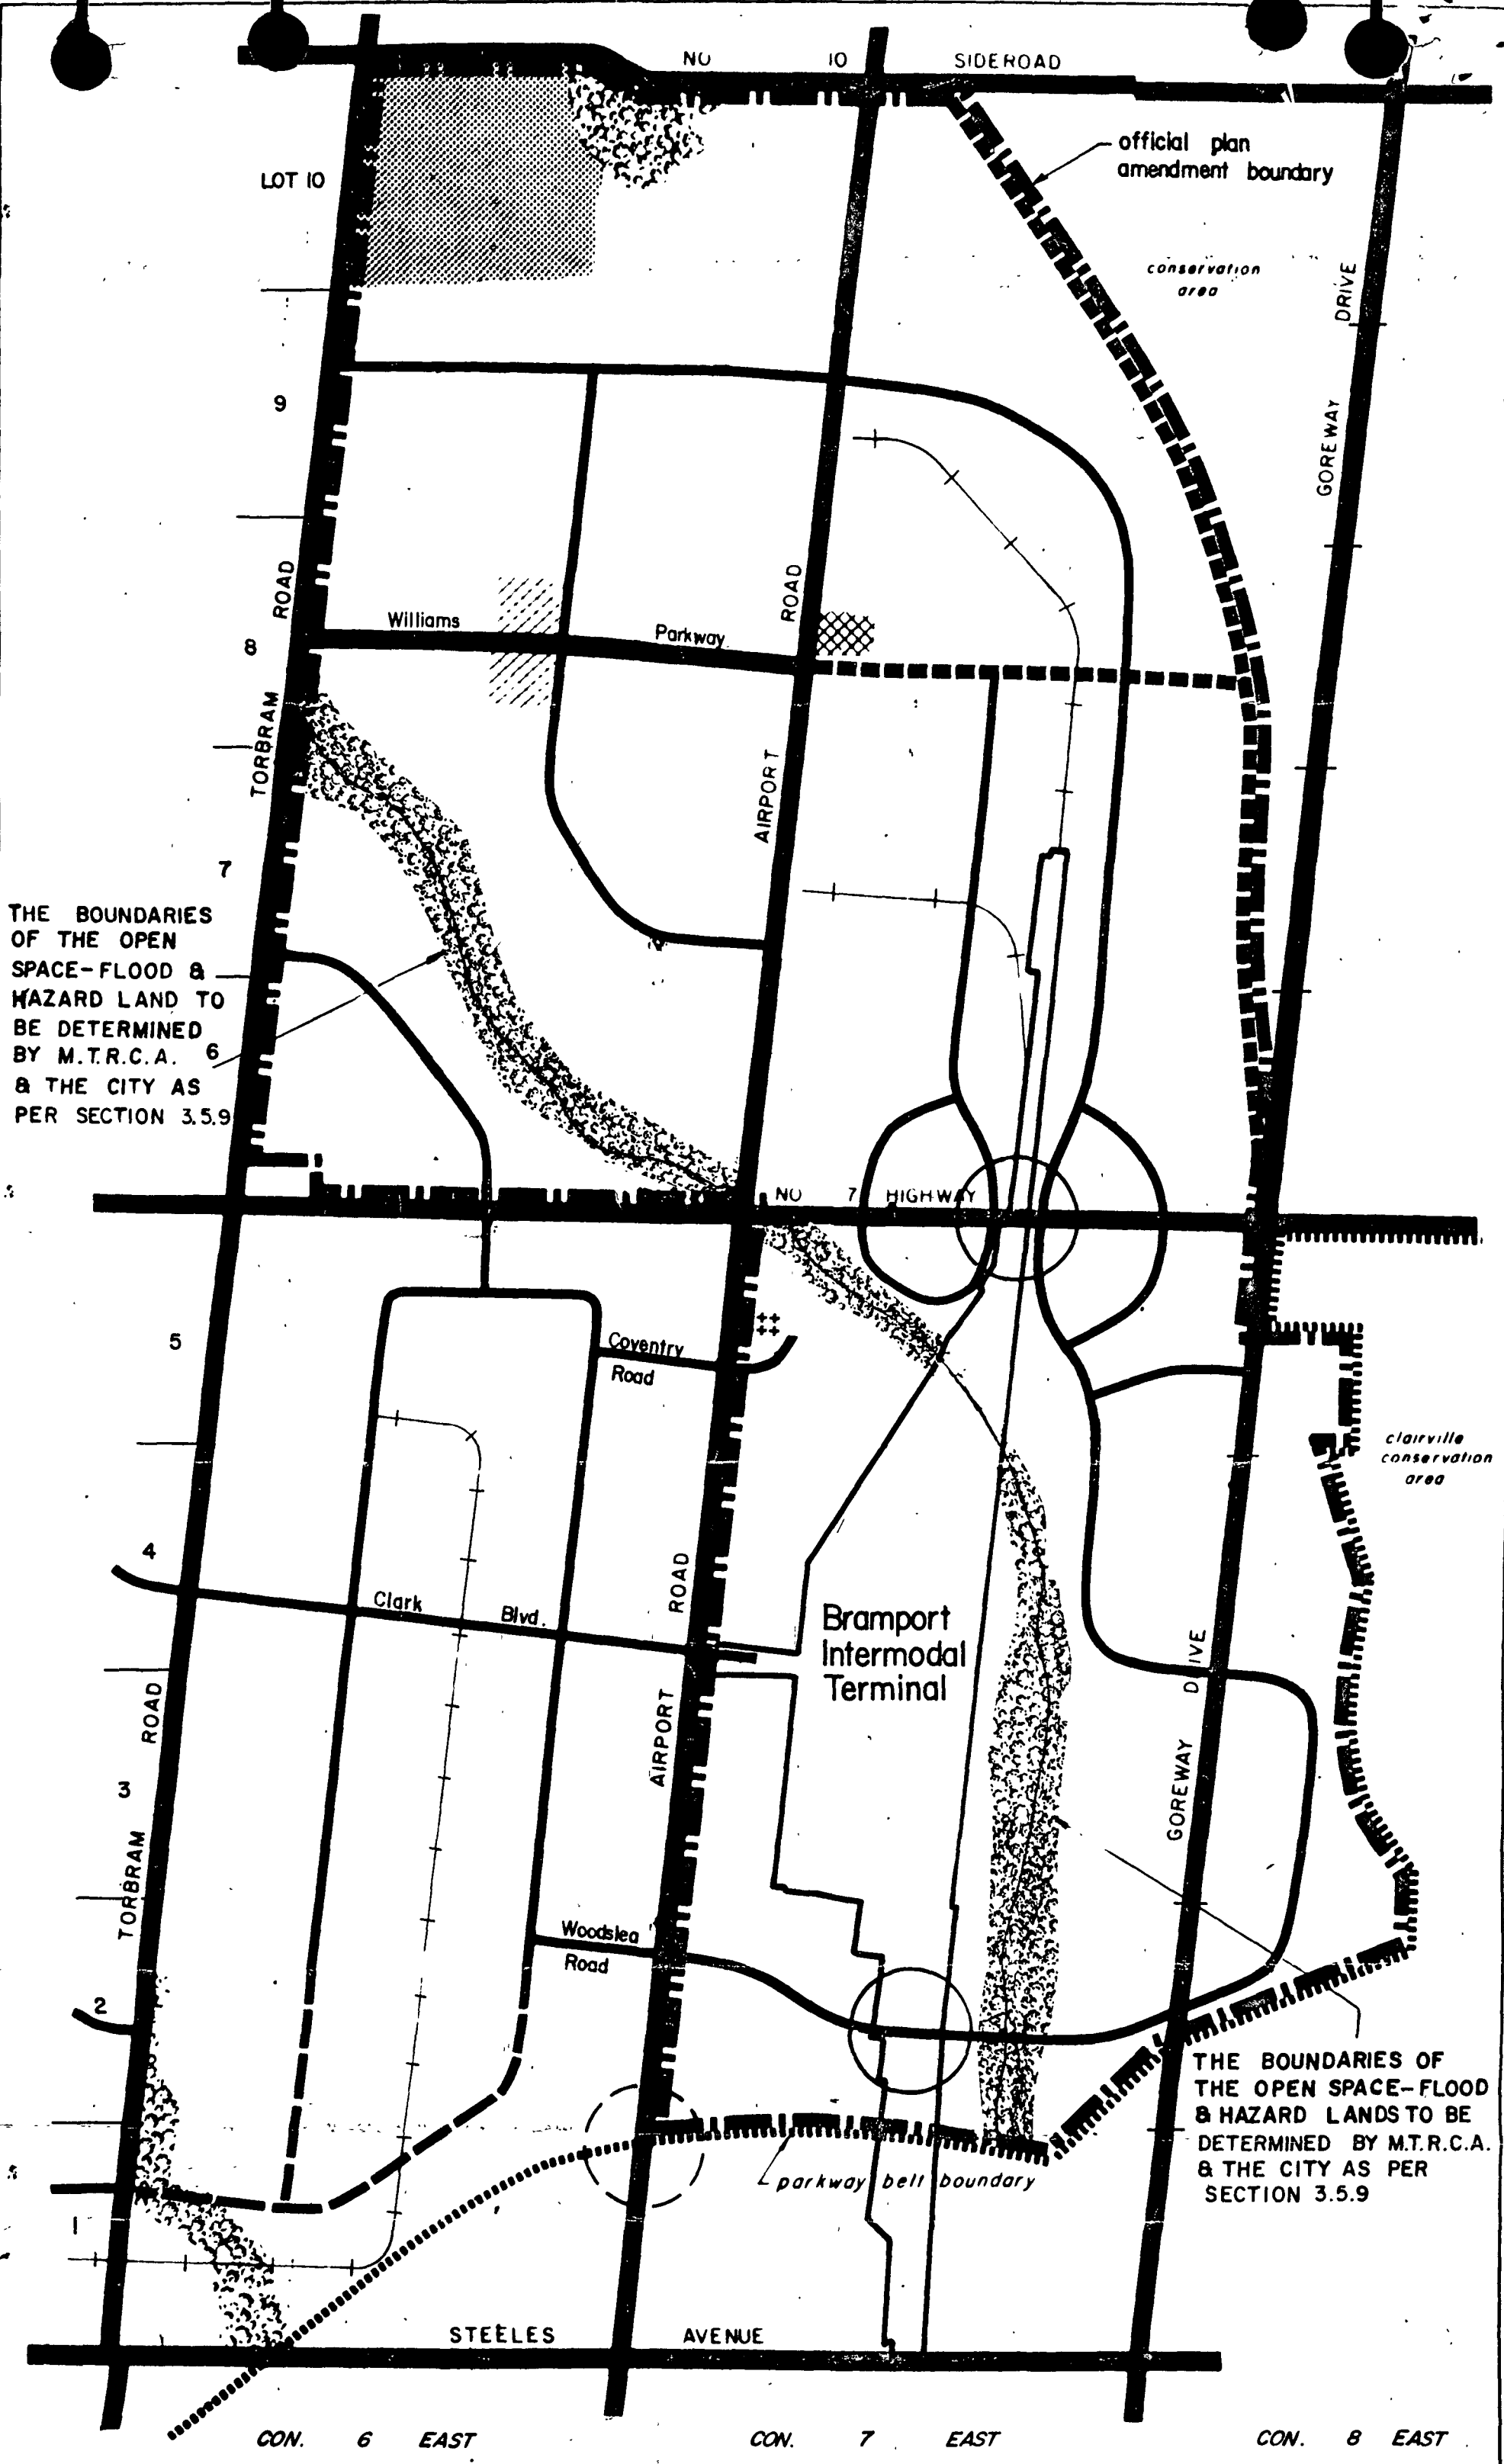 NO 10 SIDEROAD
official plan
amendment boundary
LOT 10
conservation
area
GOREWAY DRIVE
9
TORBRAM ROAD
AIRPORT ROAD
Williams Parkway
8
7
THE BOUNDARIES
OF THE OPEN
SPACE-FLOOD &
HAZARD LAND TO
BE DETERMINED
BY M.T.R.C.A.
& THE CITY AS
PER SECTION 3.5.9
6
NO 7 HIGHWAY
5
Coventry
Road
clairville
conservation
area
4
Clark Blvd.
AIRPORT ROAD
Bramport
Intermodal
Terminal
GOREWAY DRIVE
TORBRAM ROAD
3
Woodslea
Road
2
THE BOUNDARIES OF
THE OPEN SPACE-FLOOD
& HAZARD LANDS TO BE
DETERMINED BY M.T.R.C.A.
& THE CITY AS PER
SECTION 3.5.9
parkway belt boundary
1
STEELES AVENUE
CON. 6 EAST
CON. 7 EAST
CON. 8 EAST